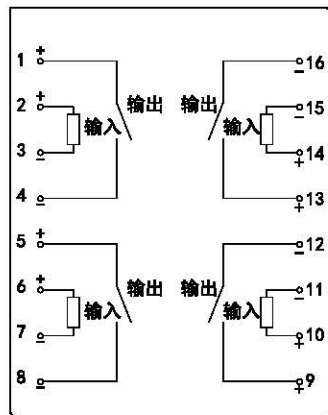 1 + - 16
输出 输出
2 + - 15
输入 输入
3 - + 14
4 - + 13
5 + - 12
输出 输出
6 + - 11
输入 输入
7 - + 10
8 - + 9